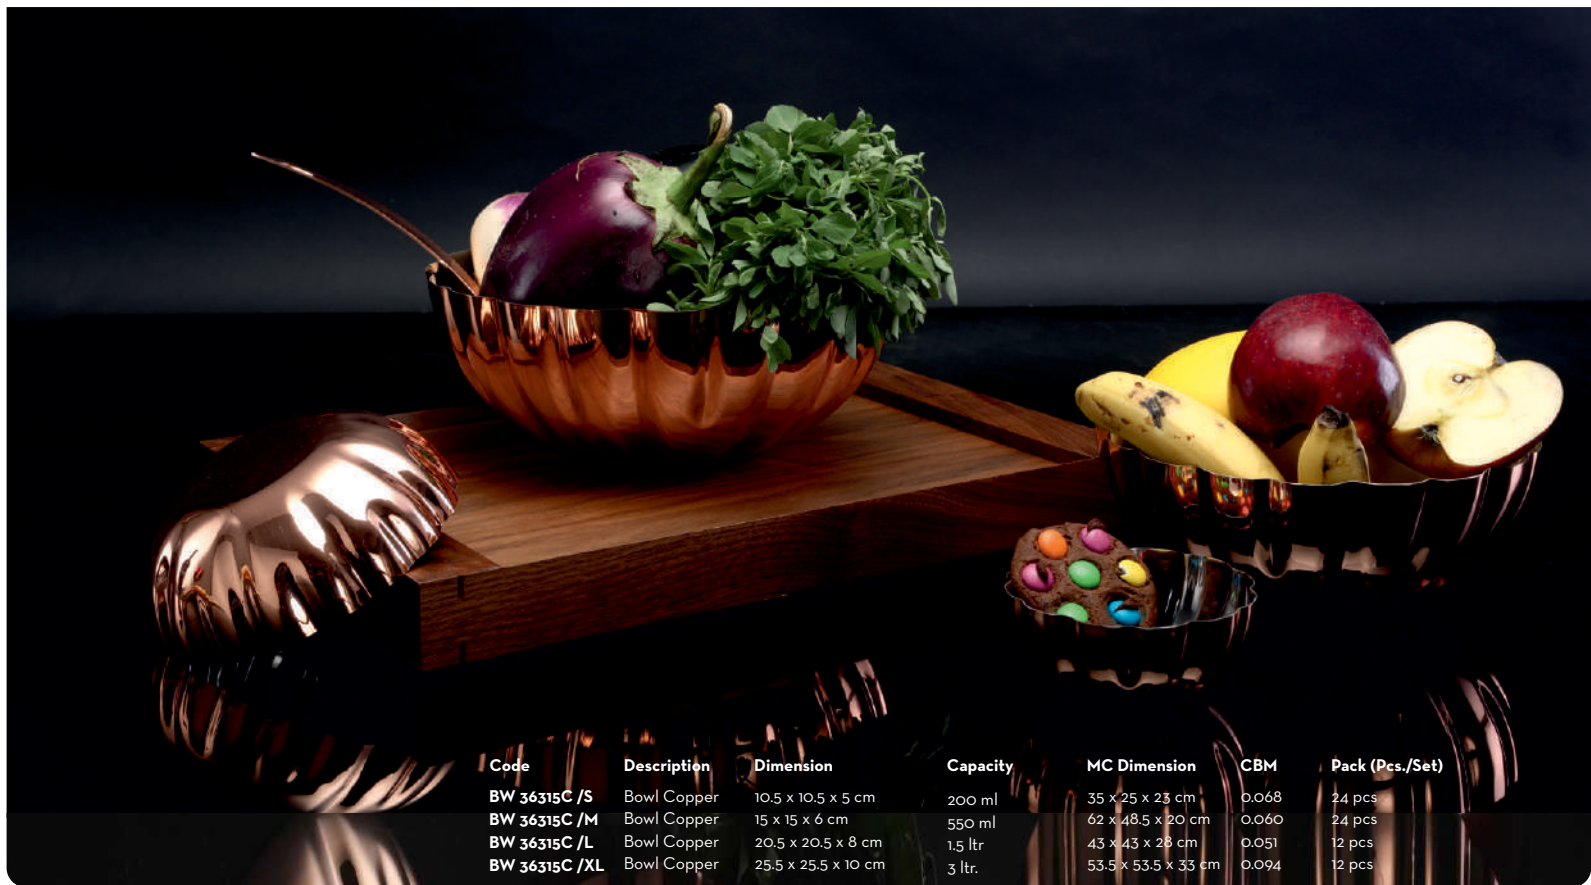 Code Description Dimension Capacity MC Dimension CBM Pack (Pcs./Set)
BW 36315C /S Bowl Copper 10.5 x 10.5 x 5 cm 200 ml 35 x 25 x 23 cm 0.068 24 pcs
BW 36315C /M Bowl Copper 15 x 15 x 6 cm 550 ml 62 x 48.5 x 20 cm 0.060 24 pcs
BW 36315C /L Bowl Copper 20.5 x 20.5 x 8 cm 1.5 ltr 43 x 43 x 28 cm 0.051 12 pcs
BW 36315C /XL Bowl Copper 25.5 x 25.5 x 10 cm 3 ltr. 53.5 x 53.5 x 33 cm 0.094 12 pcs